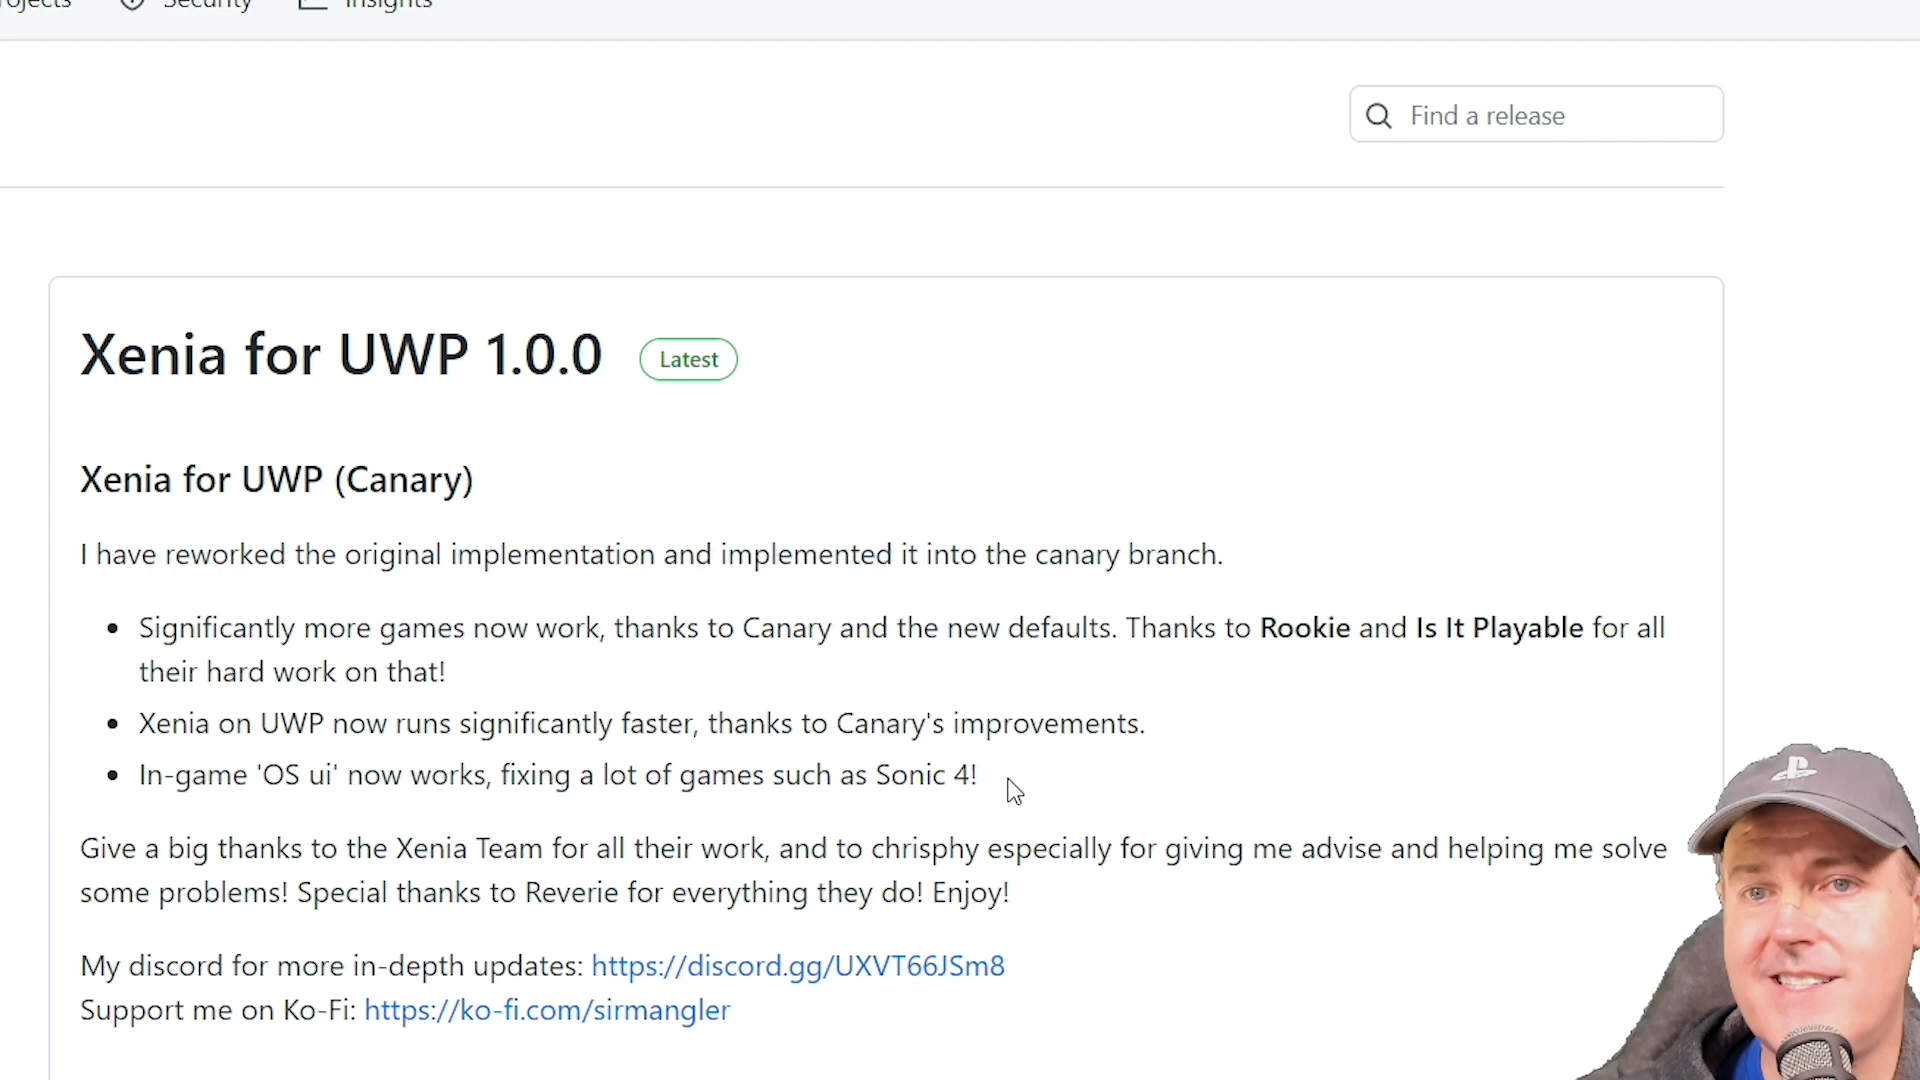 Security
Insights
Find a release
Xenia for UWP 1.0.0 Latest
Xenia for UWP (Canary)
I have reworked the original implementation and implemented it into the canary branch.
• Significantly more games now work, thanks to Canary and the new defaults. Thanks to Rookie and Is It Playable for all
their hard work on that!
• Xenia on UWP now runs significantly faster, thanks to Canary's improvements.
• In-game 'OS ui' now works, fixing a lot of games such as Sonic 4!
Give a big thanks to the Xenia Team for all their work, and to chrisphy especially for giving me advise and helping me solve
some problems! Special thanks to Reverie for everything they do! Enjoy!
My discord for more in-depth updates: https://discord.gg/UXVT66JSm8
Support me on Ko-Fi: https://ko-fi.com/sirmangler